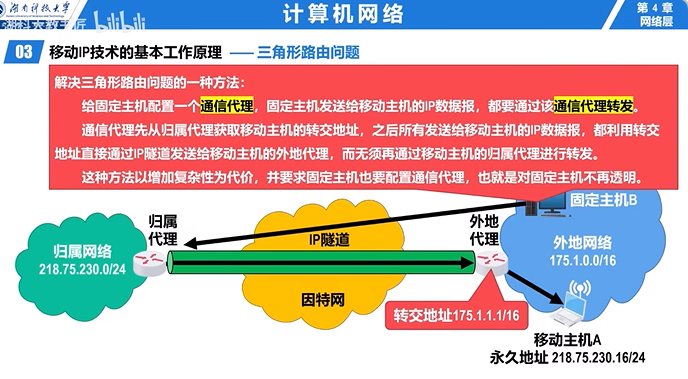 湖南科技大学
计算机网络
第 4 章
网络层
湖科大教书匠 bilibili
03 移动IP技术的基本工作原理 —— 三角形路由问题
解决三角形路由问题的一种方法：
给固定主机配置一个通信代理，固定主机发送给移动主机的IP数据报，都要通过该通信代理转发。
通信代理先从归属代理获取移动主机的转交地址，之后所有发送给移动主机的IP数据报，都利用转交
地址直接通过IP隧道发送给移动主机的外地代理，而无须再通过移动主机的归属代理进行转发。
这种方法以增加复杂性为代价，并要求固定主机也要配置通信代理，也就是对固定主机不再透明。
固定主机B
归属
代理
IP隧道
外地
代理
归属网络
218.75.230.0/24
外地网络
175.1.0.0/16
因特网
转交地址175.1.1.1/16
移动主机A
永久地址 218.75.230.16/24